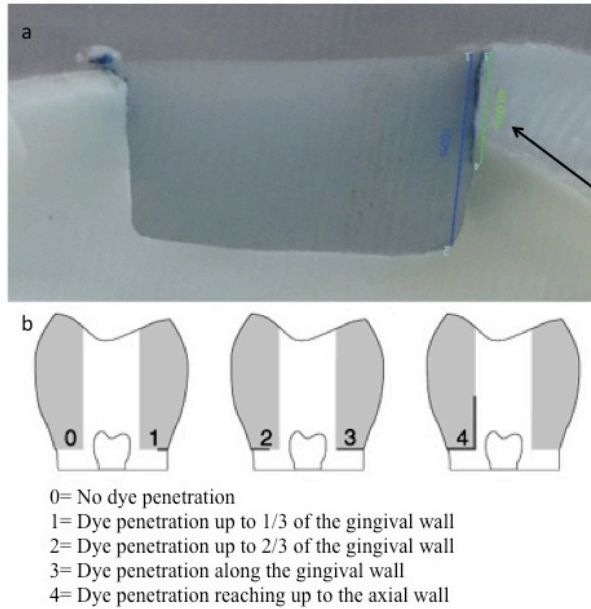 a
b
0 1 2 3 4
0= No dye penetration
1= Dye penetration up to 1/3 of the gingival wall
2= Dye penetration up to 2/3 of the gingival wall
3= Dye penetration along the gingival wall
4= Dye penetration reaching up to the axial wall